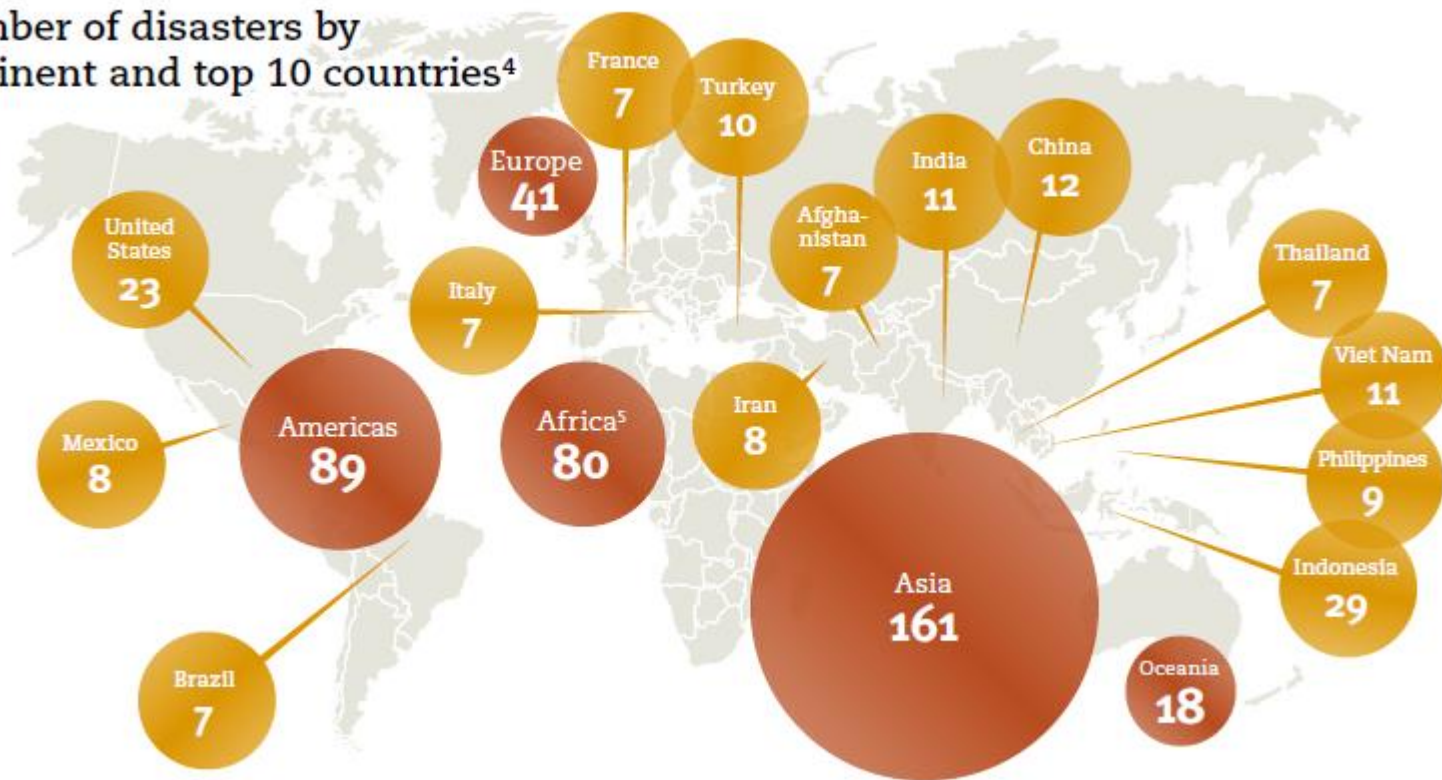 mber of disasters by
inent and top 10 countries⁴
France
7
Turkey
10
Europe
41
India
11
China
12
United
States
23
Afgha-
nistan
7
Thailand
7
Italy
7
Viet Nam
11
Mexico
8
Americas
89
Africa⁵
80
Iran
8
Philippines
9
Indonesia
29
Asia
161
Oceania
18
Brazil
7